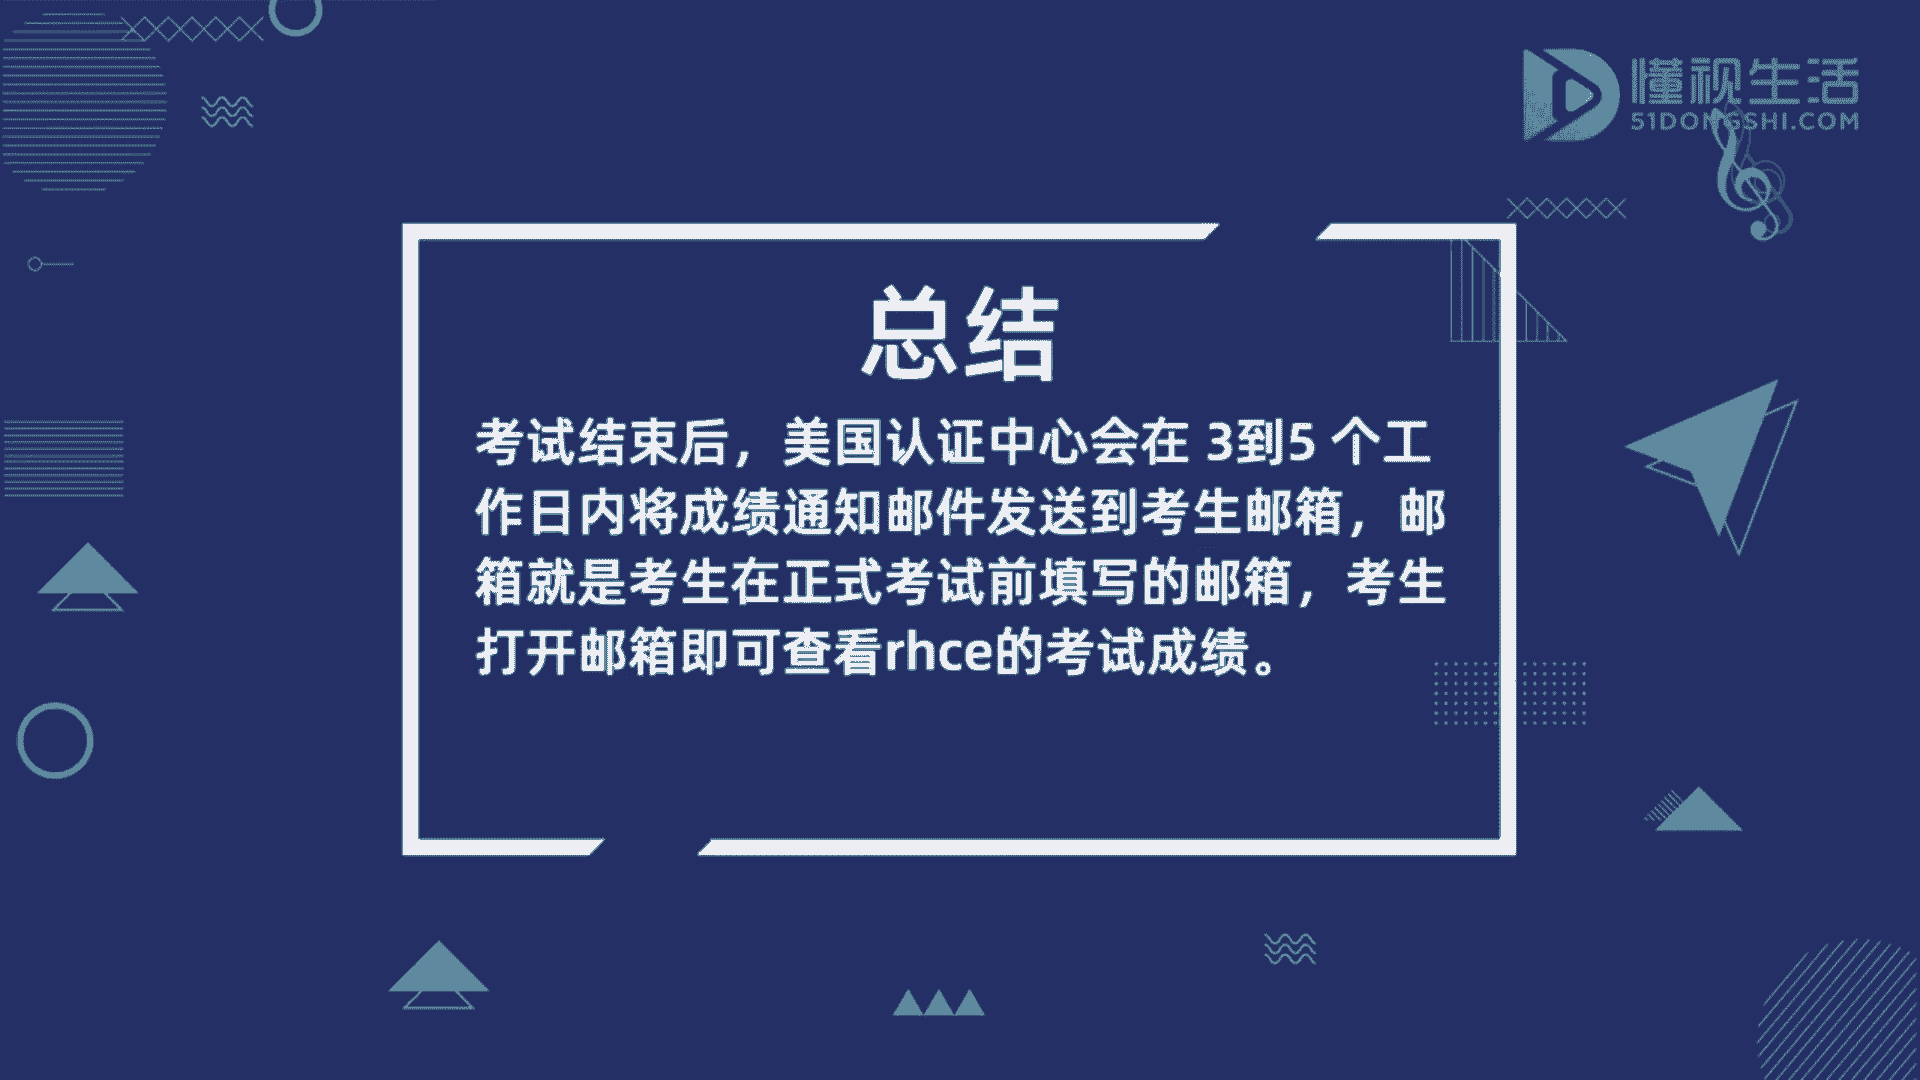 懂视生活
51DONGSHI.COM
总结
考试结束后，美国认证中心会在 3到5 个工
作日内将成绩通知邮件发送到考生邮箱，邮
箱就是考生在正式考试前填写的邮箱，考生
打开邮箱即可查看rhce的考试成绩。